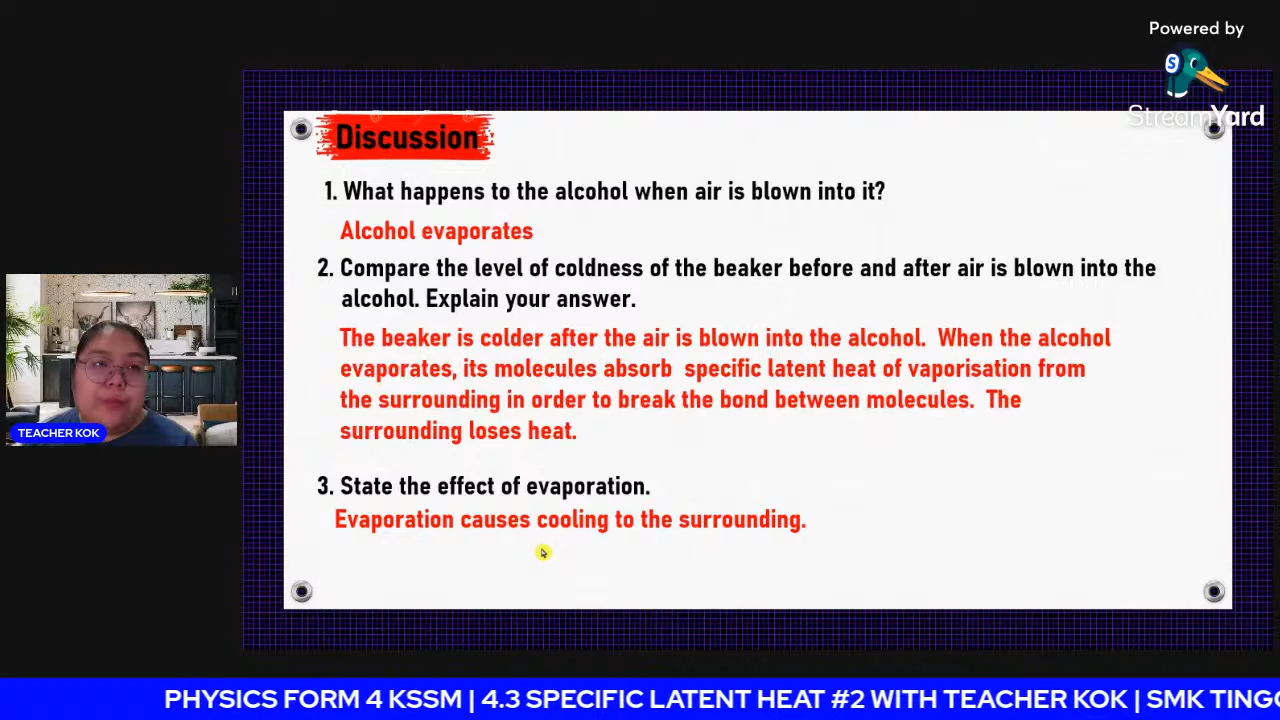 Powered by
StreamYard
Discussion
1. What happens to the alcohol when air is blown into it?
Alcohol evaporates
2. Compare the level of coldness of the beaker before and after air is blown into the
alcohol. Explain your answer.
The beaker is colder after the air is blown into the alcohol. When the alcohol
evaporates, its molecules absorb specific latent heat of vaporisation from
the surrounding in order to break the bond between molecules. The
surrounding loses heat.
3. State the effect of evaporation.
Evaporation causes cooling to the surrounding.
TEACHER KOK
PHYSICS FORM 4 KSSM | 4.3 SPECIFIC LATENT HEAT #2 WITH TEACHER KOK | SMK TINGG